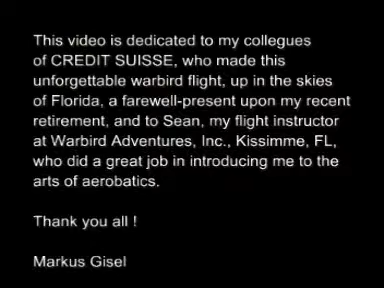 This video is dedicated to my collegues
of CREDIT SUISSE, who made this
unforgettable warbird flight, up in the skies
of Florida, a farewell-present upon my recent
retirement, and to Sean, my flight instructor
at Warbird Adventures, Inc., Kissimme, FL,
who did a great job in introducing me to the
arts of aerobatics.
Thank you all !
Markus Gisel